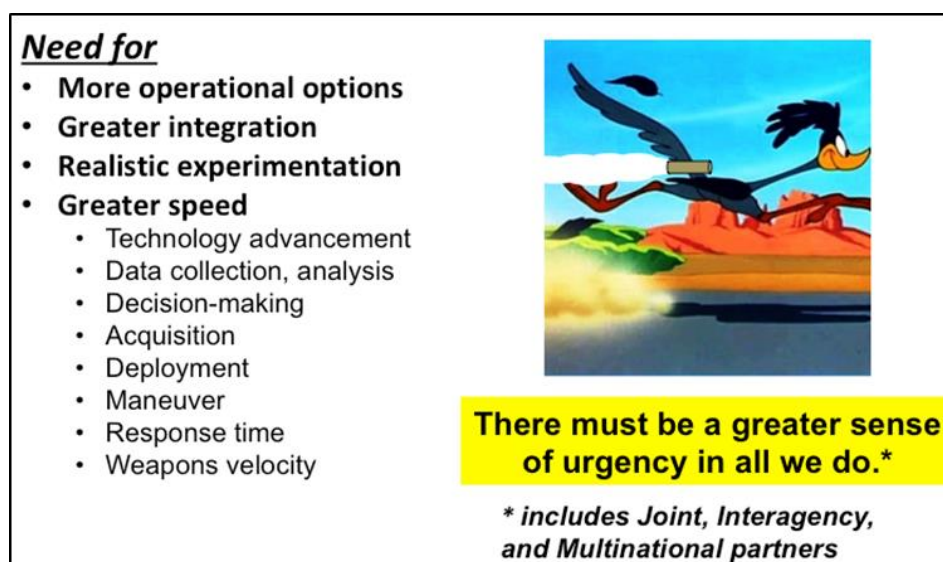 Need for
• More operational options
• Greater integration
• Realistic experimentation
• Greater speed
• Technology advancement
• Data collection, analysis
• Decision-making
• Acquisition
• Deployment
• Maneuver
• Response time
• Weapons velocity
There must be a greater sense
of urgency in all we do.*
* includes Joint, Interagency,
and Multinational partners